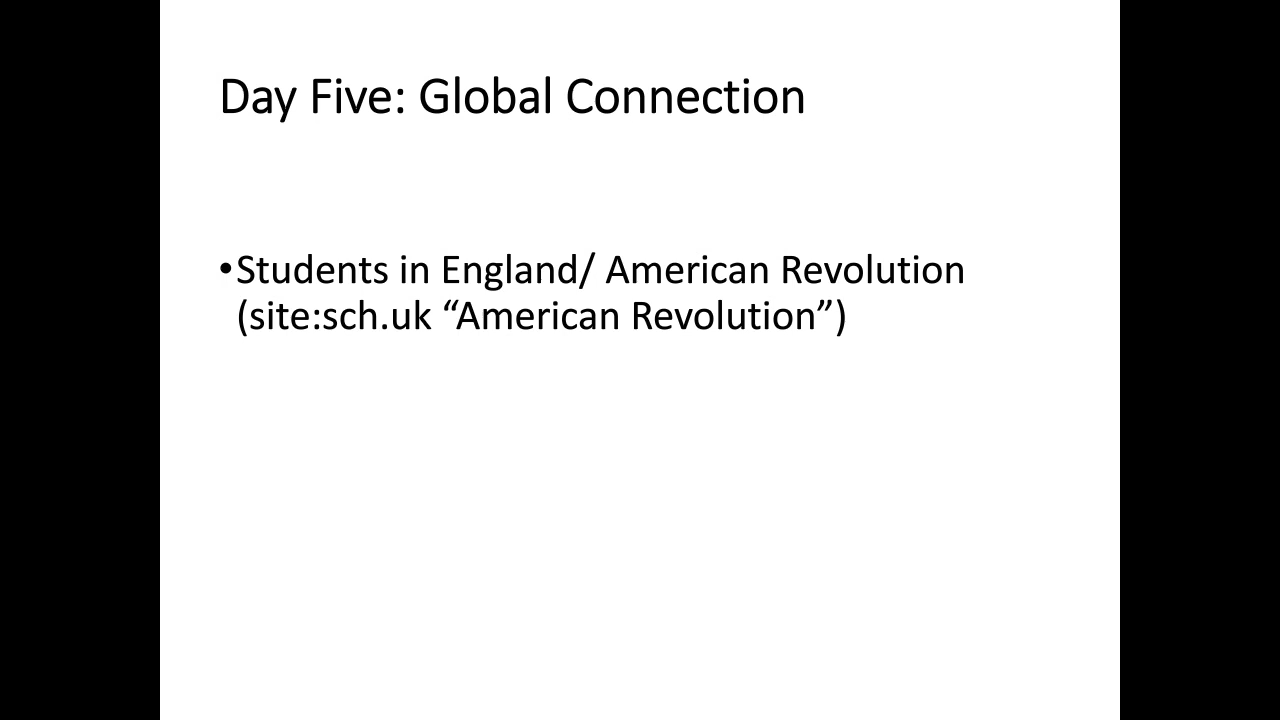 Day Five: Global Connection
•Students in England/ American Revolution
(site:sch.uk “American Revolution”)